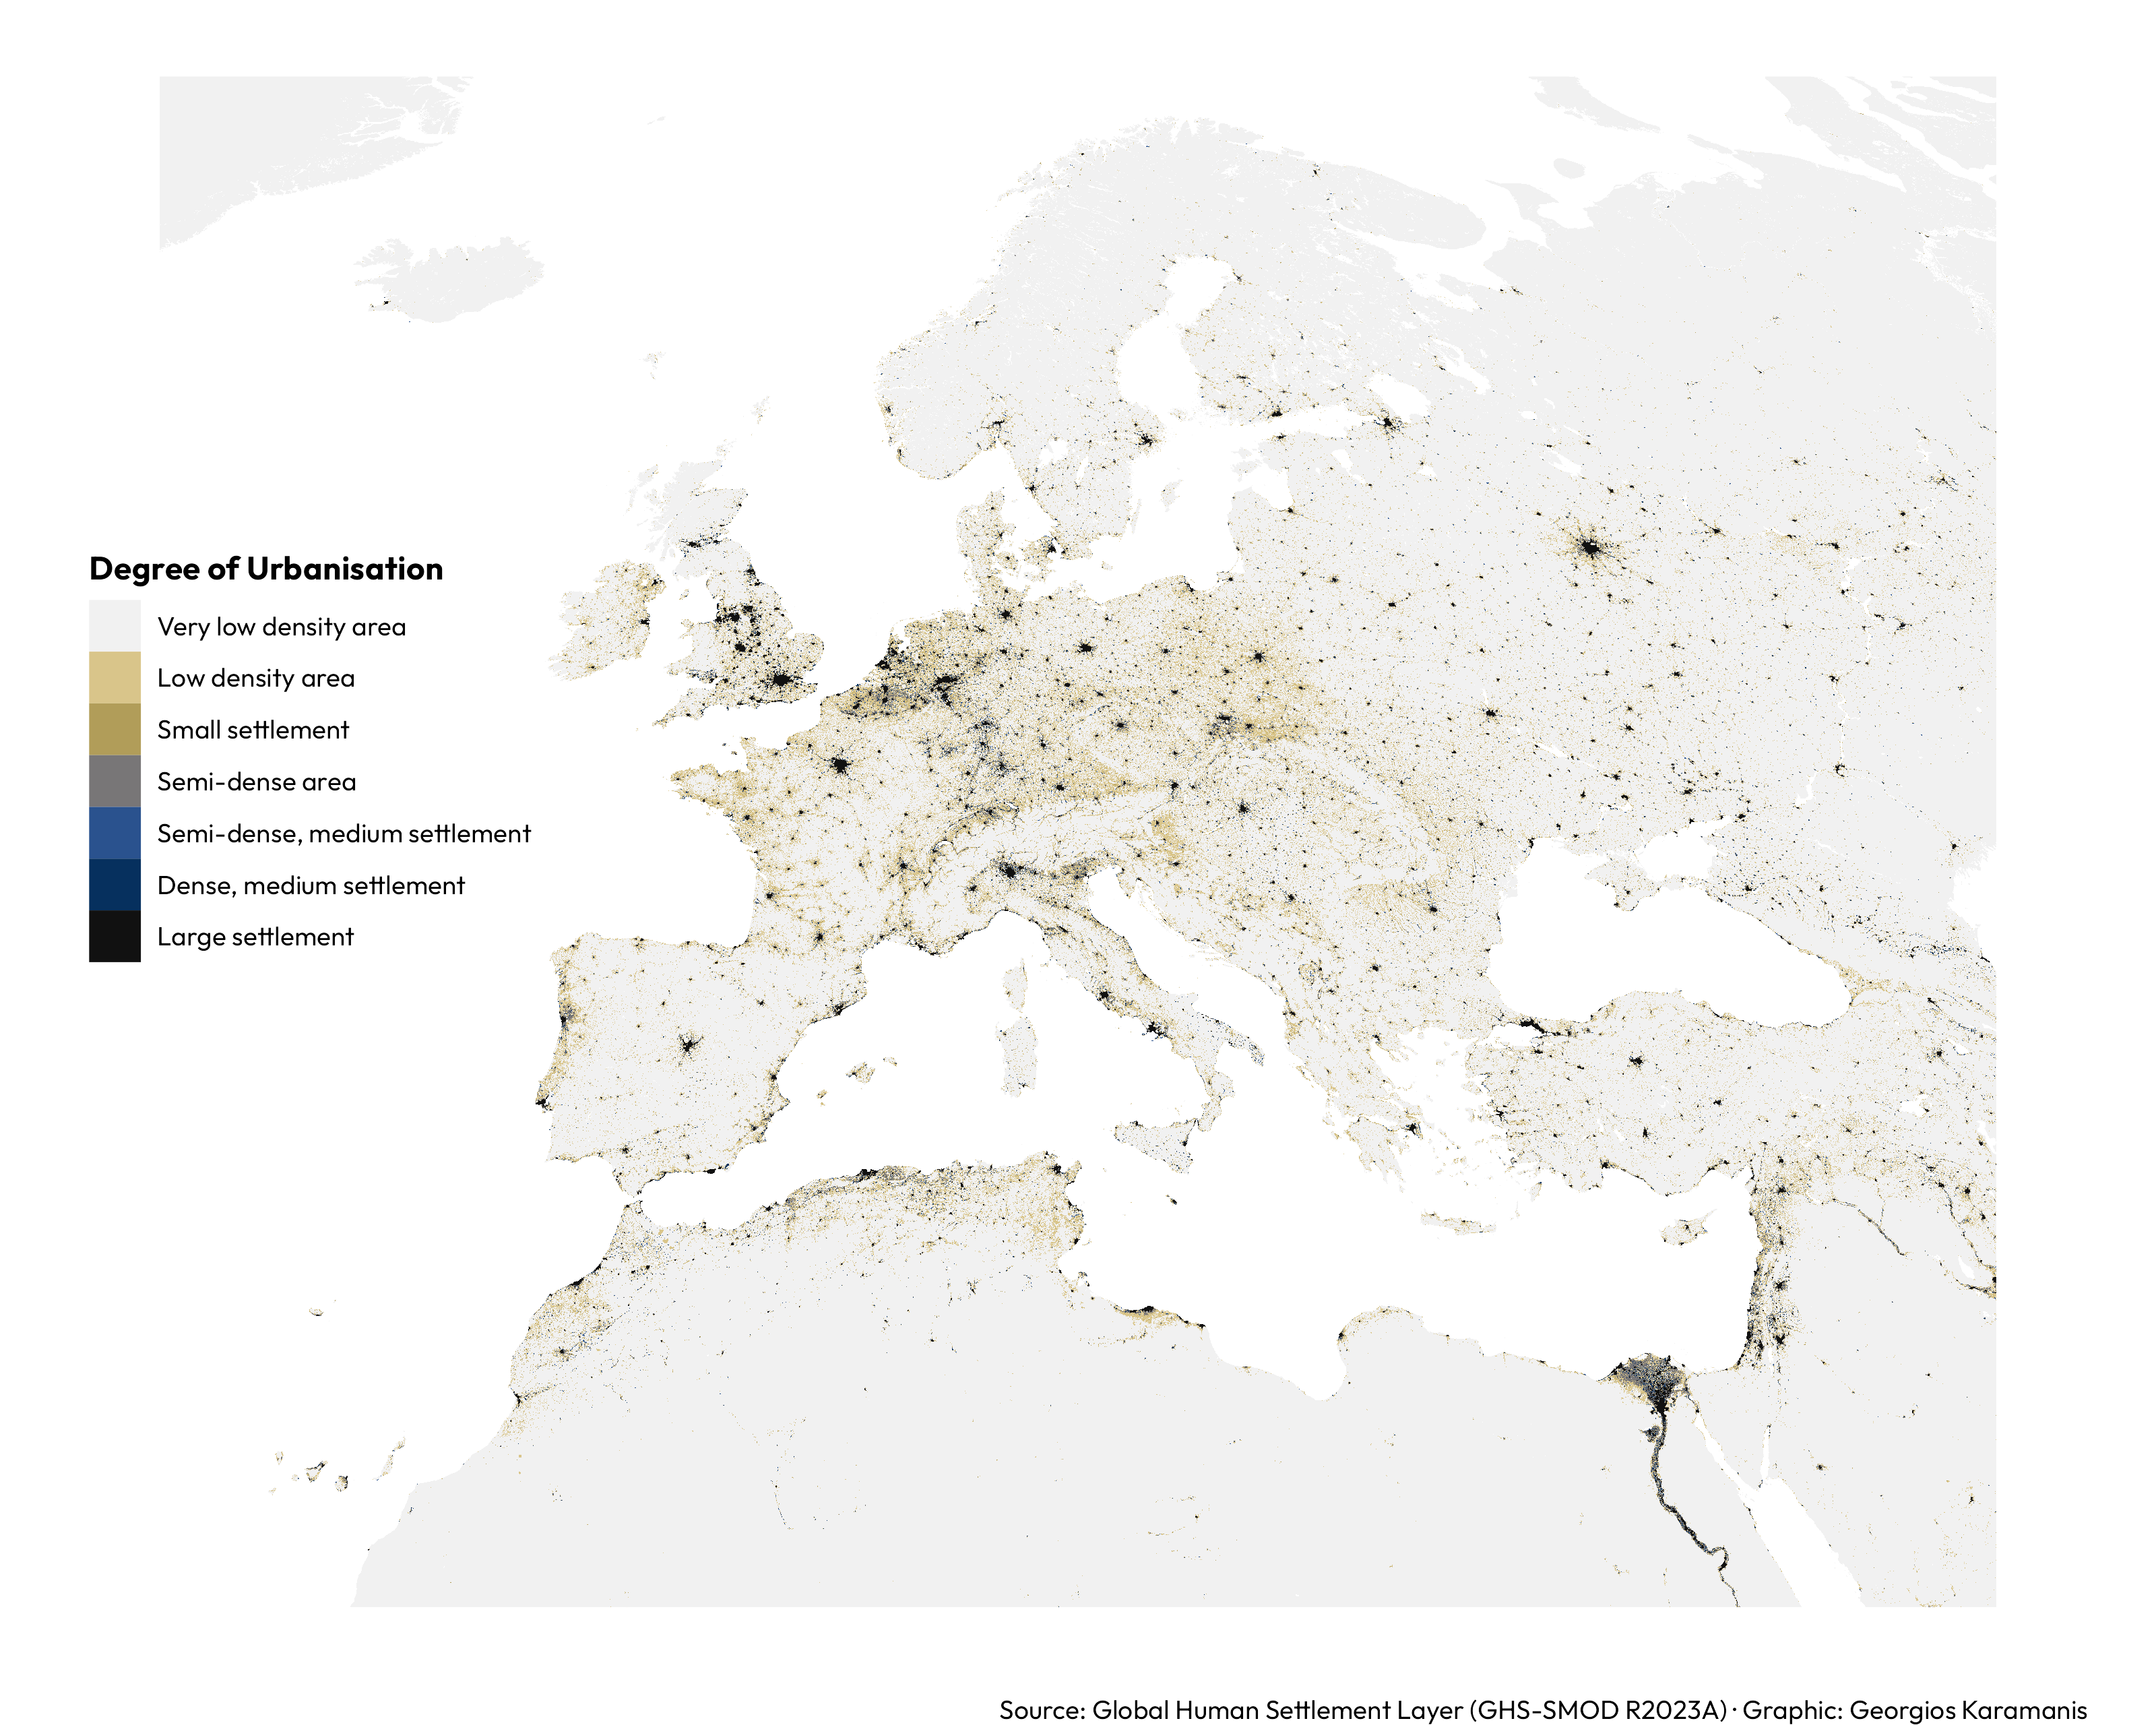 Degree of Urbanisation
Very low density area
Low density area
Small settlement
Semi-dense area
Semi-dense, medium settlement
Dense, medium settlement
Large settlement
Source: Global Human Settlement Layer (GHS-SMOD R2023A) · Graphic: Georgios Karamanis